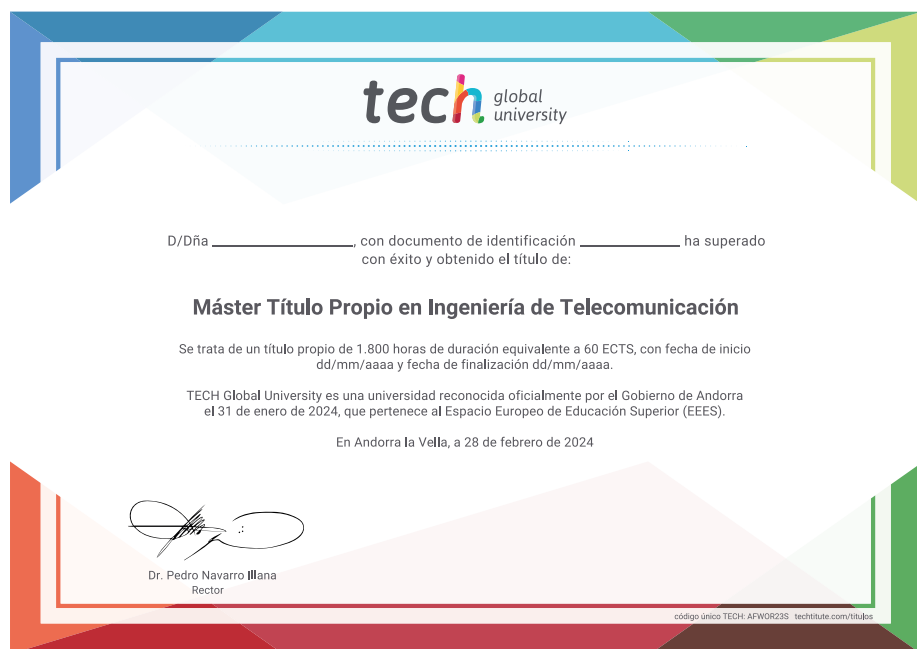 tech global university
D/Dña ____________, con documento de identificación ____________ ha superado
con éxito y obtenido el título de:
Máster Título Propio en Ingeniería de Telecomunicación
Se trata de un título propio de 1.800 horas de duración equivalente a 60 ECTS, con fecha de inicio
dd/mm/aaaa y fecha de finalización dd/mm/aaaa.
TECH Global University es una universidad reconocida oficialmente por el Gobierno de Andorra
el 31 de enero de 2024, que pertenece al Espacio Europeo de Educación Superior (EEES).
En Andorra la Vella, a 28 de febrero de 2024
Dr. Pedro Navarro Illana
Rector
código único TECH: AFWOR23S techtitute.com/titulos